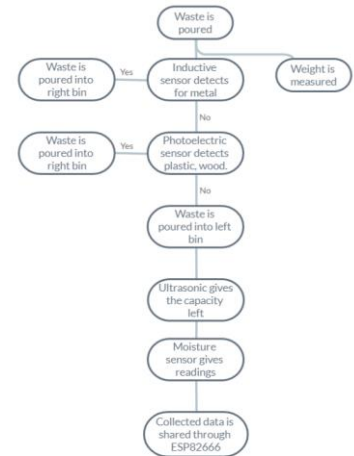 Waste is
poured
Waste is
poured into
right bin
Yes
Inductive
sensor detects
for metal
Weight is
measured
No
Waste is
poured into
right bin
Yes
Photoelectric
sensor detects
plastic, wood.
No
Waste is
poured into left
bin
Ultrasonic gives
the capacity
left
Moisture
sensor gives
readings
Collected data is
shared through
ESP82666